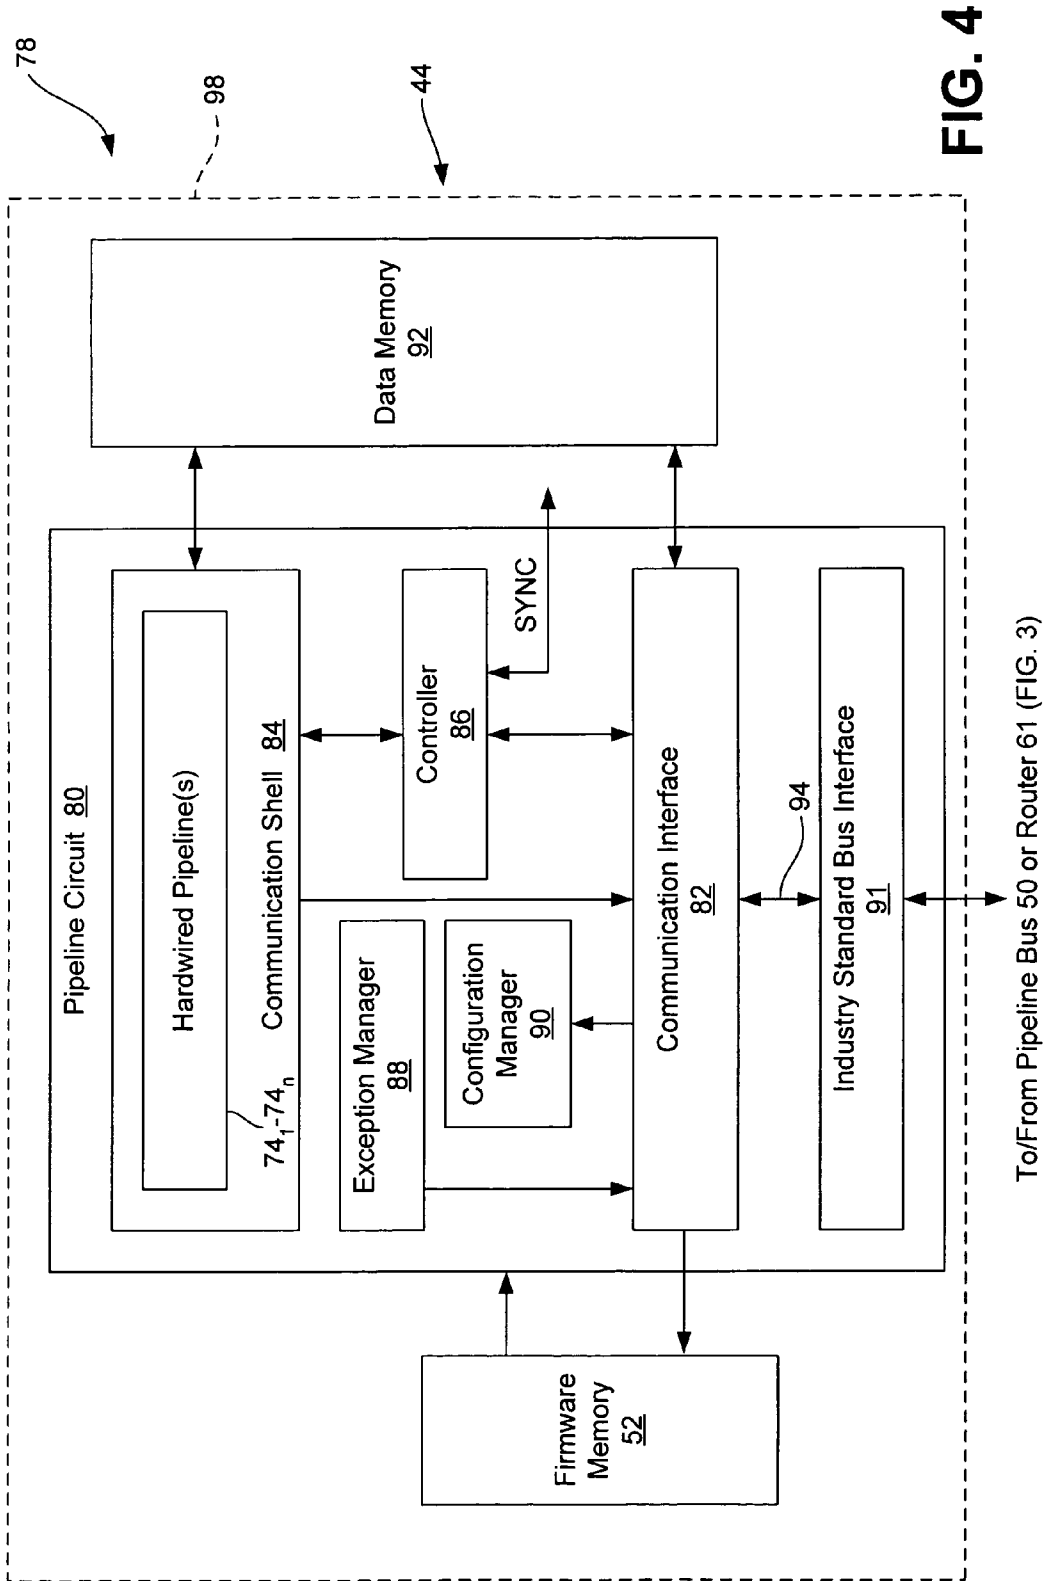 78
98
44
Pipeline Circuit 80
Hardwired Pipeline(s)
74₁-74ₙ
Communication Shell 84
Exception Manager
88
Controller
86
Configuration
Manager
90
SYNC
Communication Interface
82
94
Industry Standard Bus Interface
91
Firmware
Memory
52
Data Memory
92
To/From Pipeline Bus 50 or Router 61 (FIG. 3)
FIG. 4